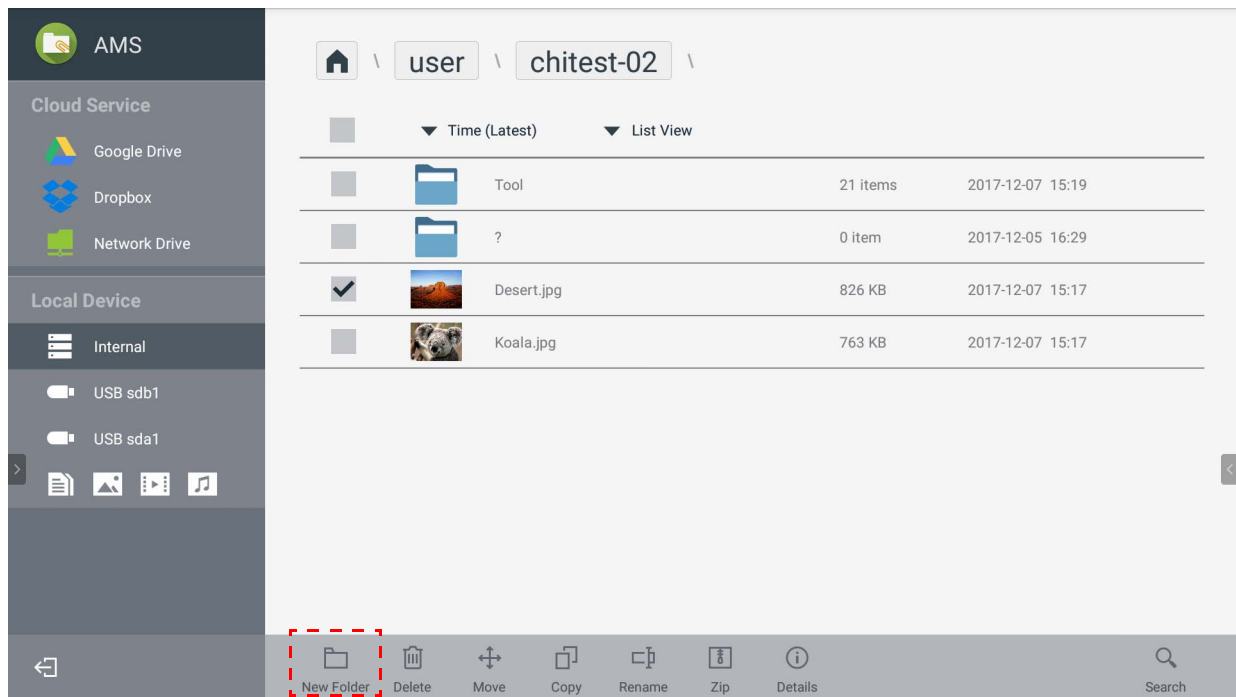 AMS
Cloud Service
Google Drive
Dropbox
Network Drive
Local Device
Internal
USB sdb1
USB sda1
\ user \ chitest-02 \
Time (Latest) List View
Tool 21 items 2017-12-07 15:19
? 0 item 2017-12-05 16:29
Desert.jpg 826 KB 2017-12-07 15:17
Koala.jpg 763 KB 2017-12-07 15:17
New Folder Delete Move Copy Rename Zip Details Search